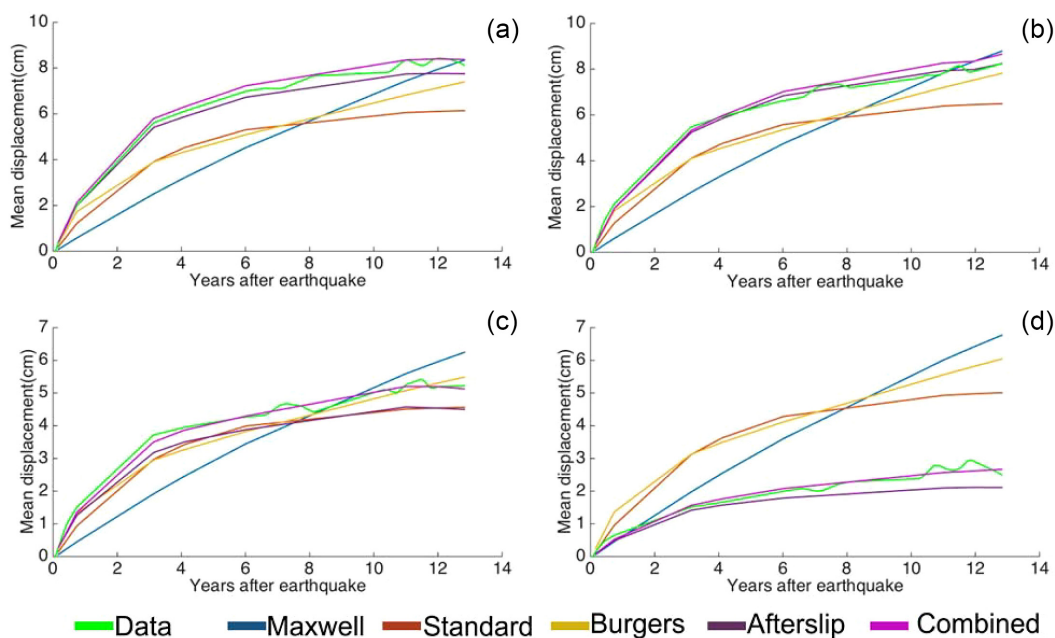 (a)
Mean displacement(cm)
10
8
6
4
2
0
0 2 4 6 8 10 12 14
Years after earthquake
(b)
Mean displacement(cm)
10
8
6
4
2
0
0 2 4 6 8 10 12 14
Years after earthquake
(c)
Mean displacement(cm)
7
6
5
4
3
2
1
0
0 2 4 6 8 10 12 14
Years after earthquake
(d)
Mean displacement(cm)
7
6
5
4
3
2
1
0
0 2 4 6 8 10 12 14
Years after earthquake
Data Maxwell Standard Burgers Afterslip Combined